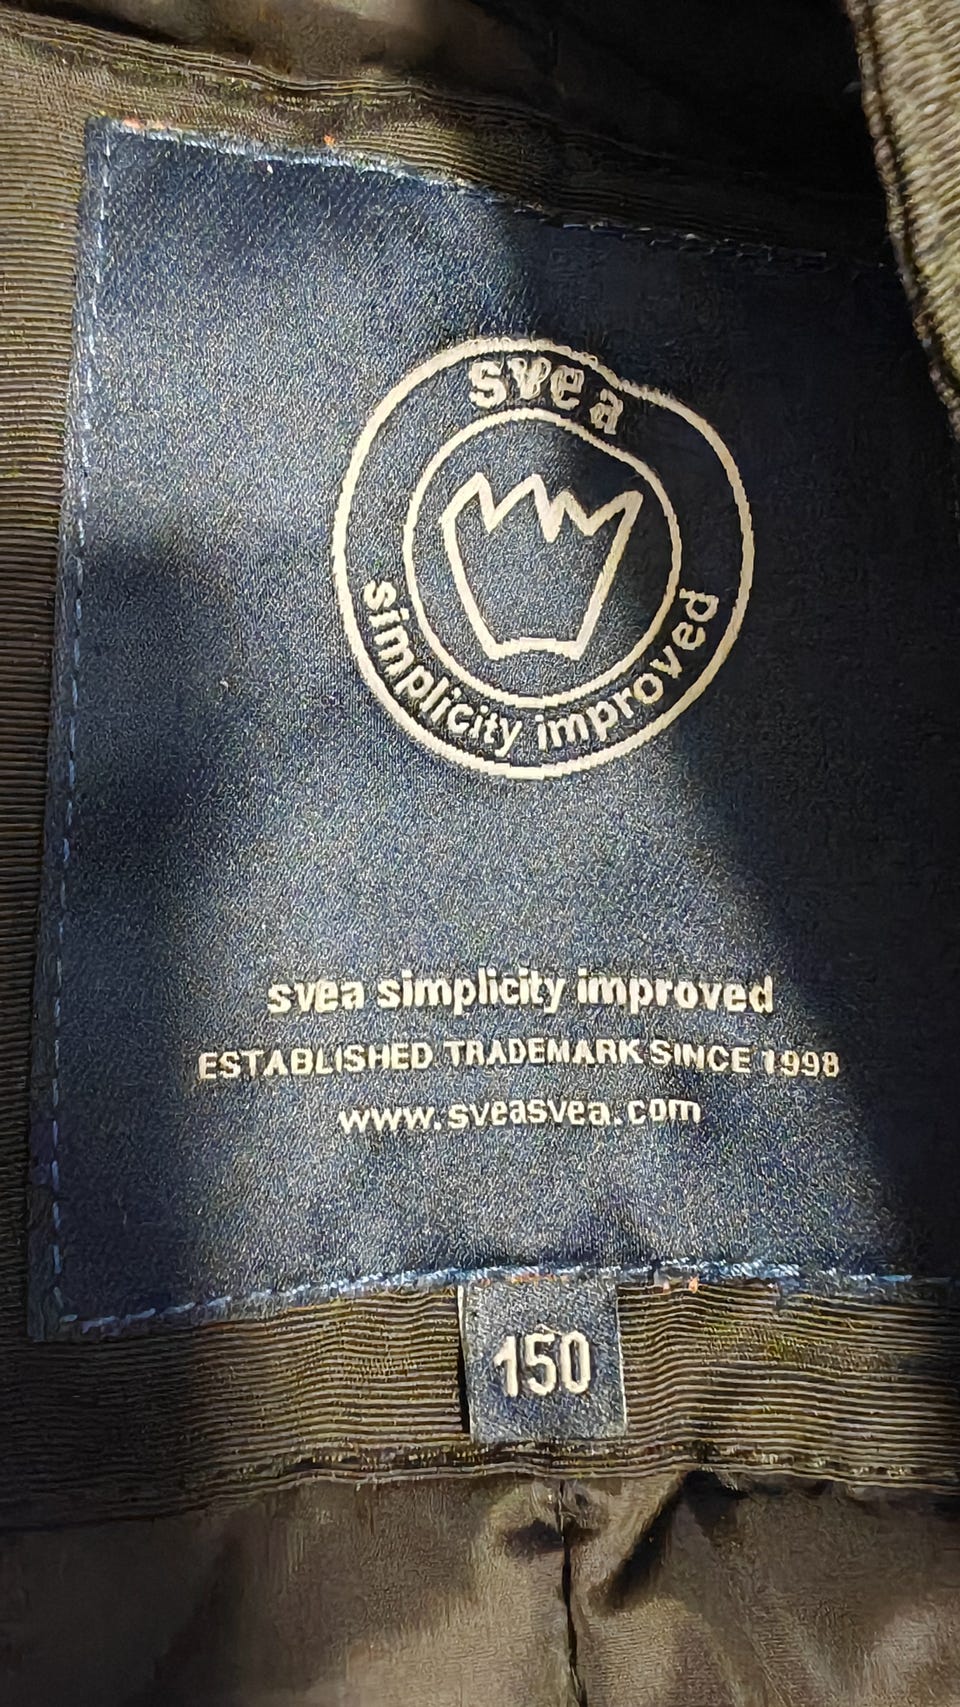 svea
simplicity improved
svea simplicity improved
ESTABLISHED TRADEMARK SINCE 1998
www.sveasvea.com
150